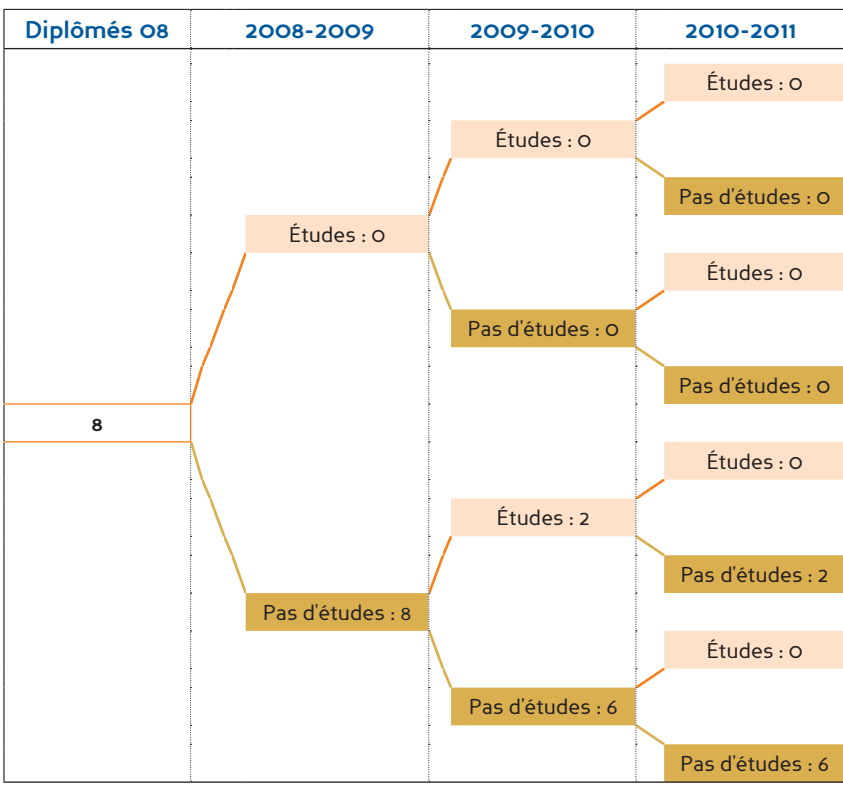 Diplômés 08
2008-2009
2009-2010
2010-2011
Études : 0
Études : 0
Pas d'études : 0
Études : 0
Études : 0
Pas d'études : 0
Pas d'études : 0
8
Études : 0
Études : 2
Pas d'études : 2
Pas d'études : 8
Études : 0
Pas d'études : 6
Pas d'études : 6